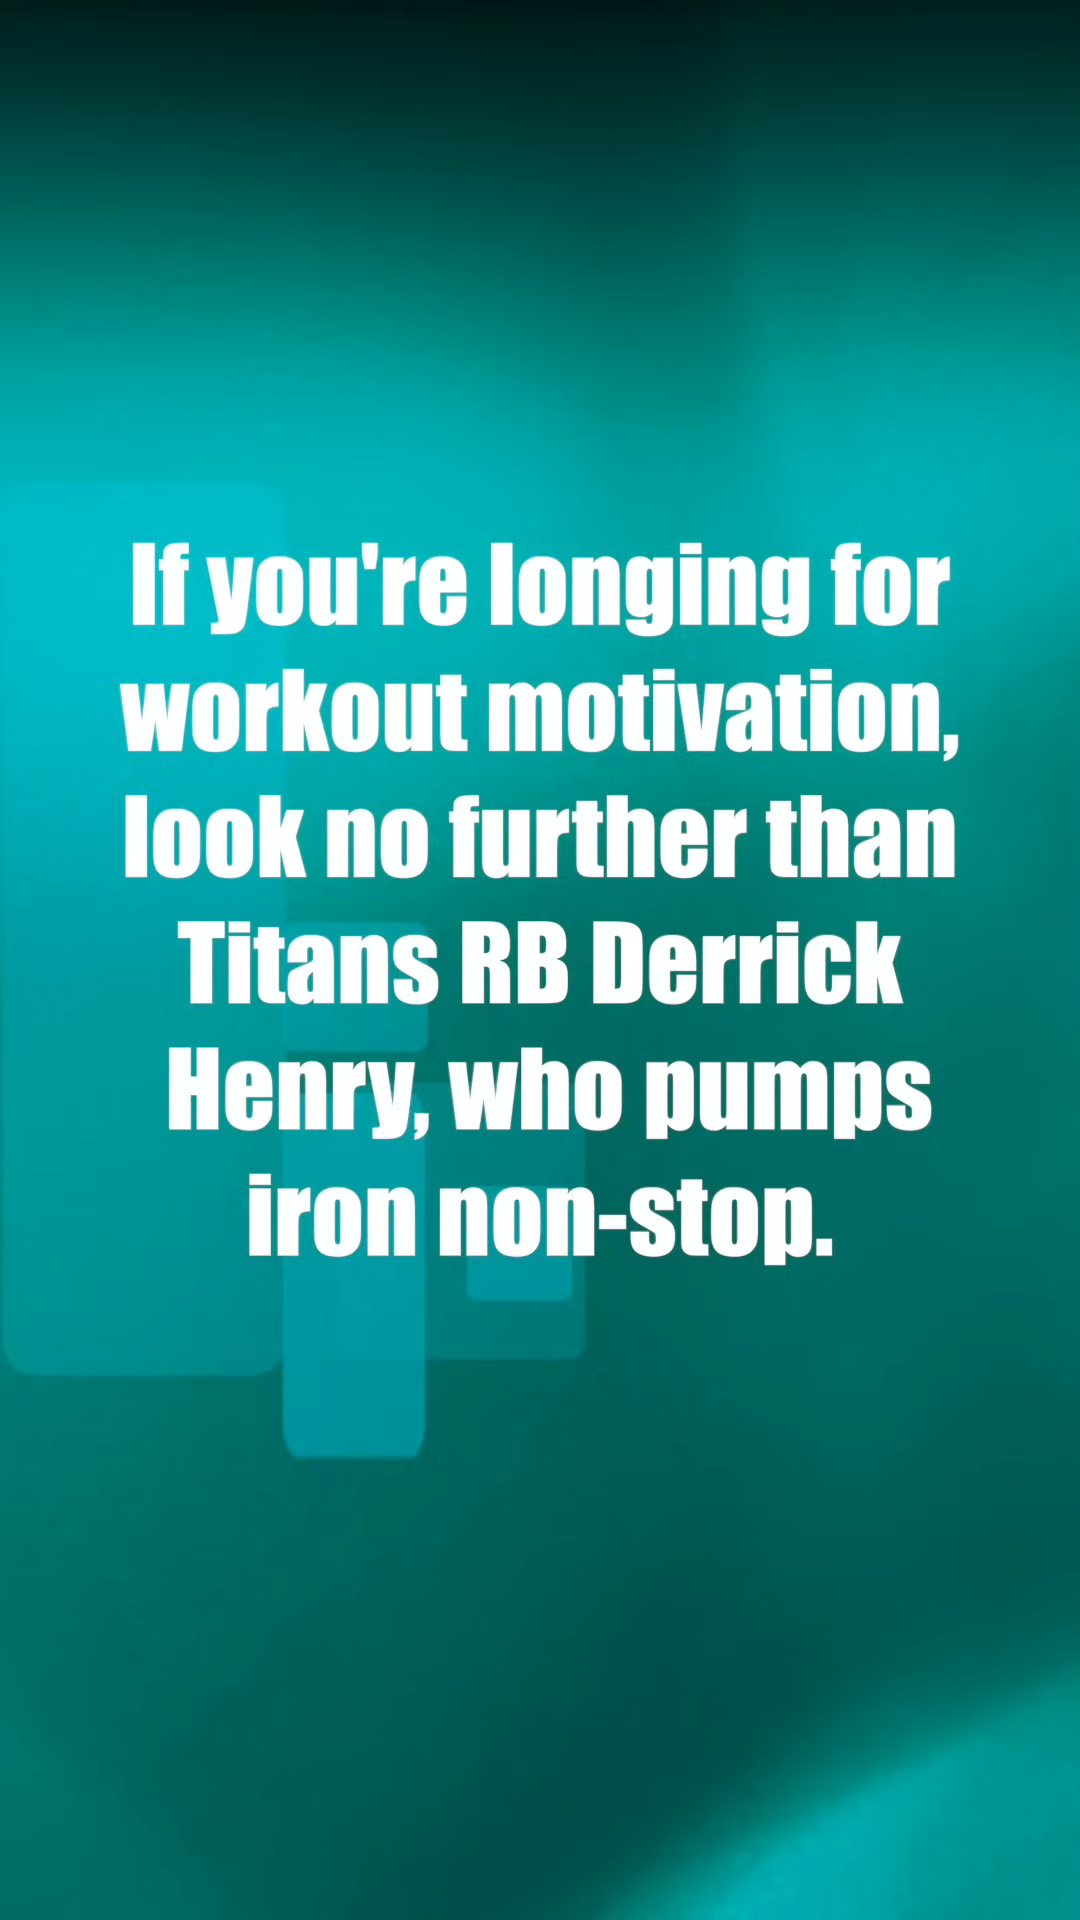 If you're longing for
workout motivation,
look no further than
Titans RB Derrick
Henry, who pumps
iron non-stop.